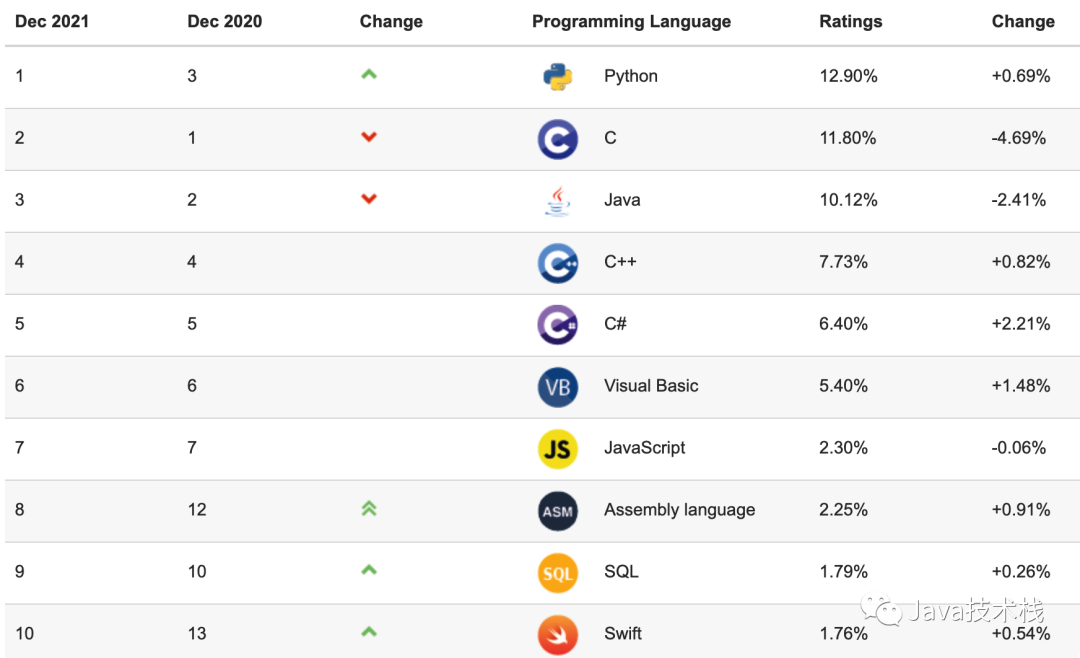 Dec 2021 Dec 2020 Change Programming Language Ratings Change
1 3 Python 12.90% +0.69%
2 1 C C 11.80% -4.69%
3 2 Java 10.12% -2.41%
4 4 C++ C++ 7.73% +0.82%
5 5 C# C# 6.40% +2.21%
6 6 VB Visual Basic 5.40% +1.48%
7 7 JS JavaScript 2.30% -0.06%
8 12 ASM Assembly language 2.25% +0.91%
9 10 SQL SQL 1.79% +0.26%
10 13 Swift 1.76% +0.54%
Java技术栈